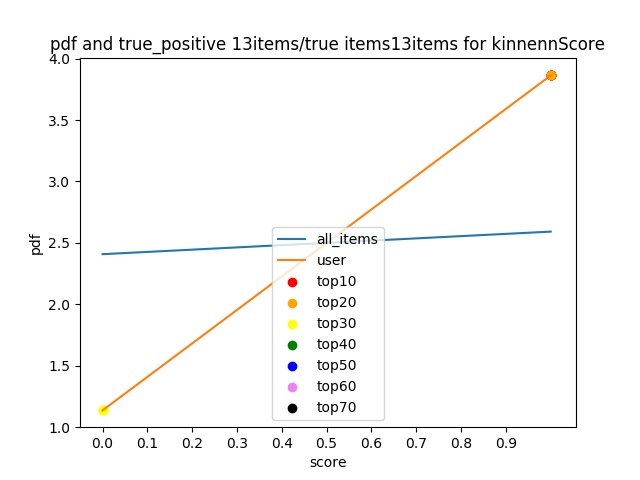 pdf and true_positive 13items/true items13items for kinnennScore
4.0
3.5
3.0
2.5
2.0
1.5
1.0
pdf
all_items
user
top10
top20
top30
top40
top50
top60
top70
0.0 0.1 0.2 0.3 0.4 0.5 0.6 0.7 0.8 0.9
score